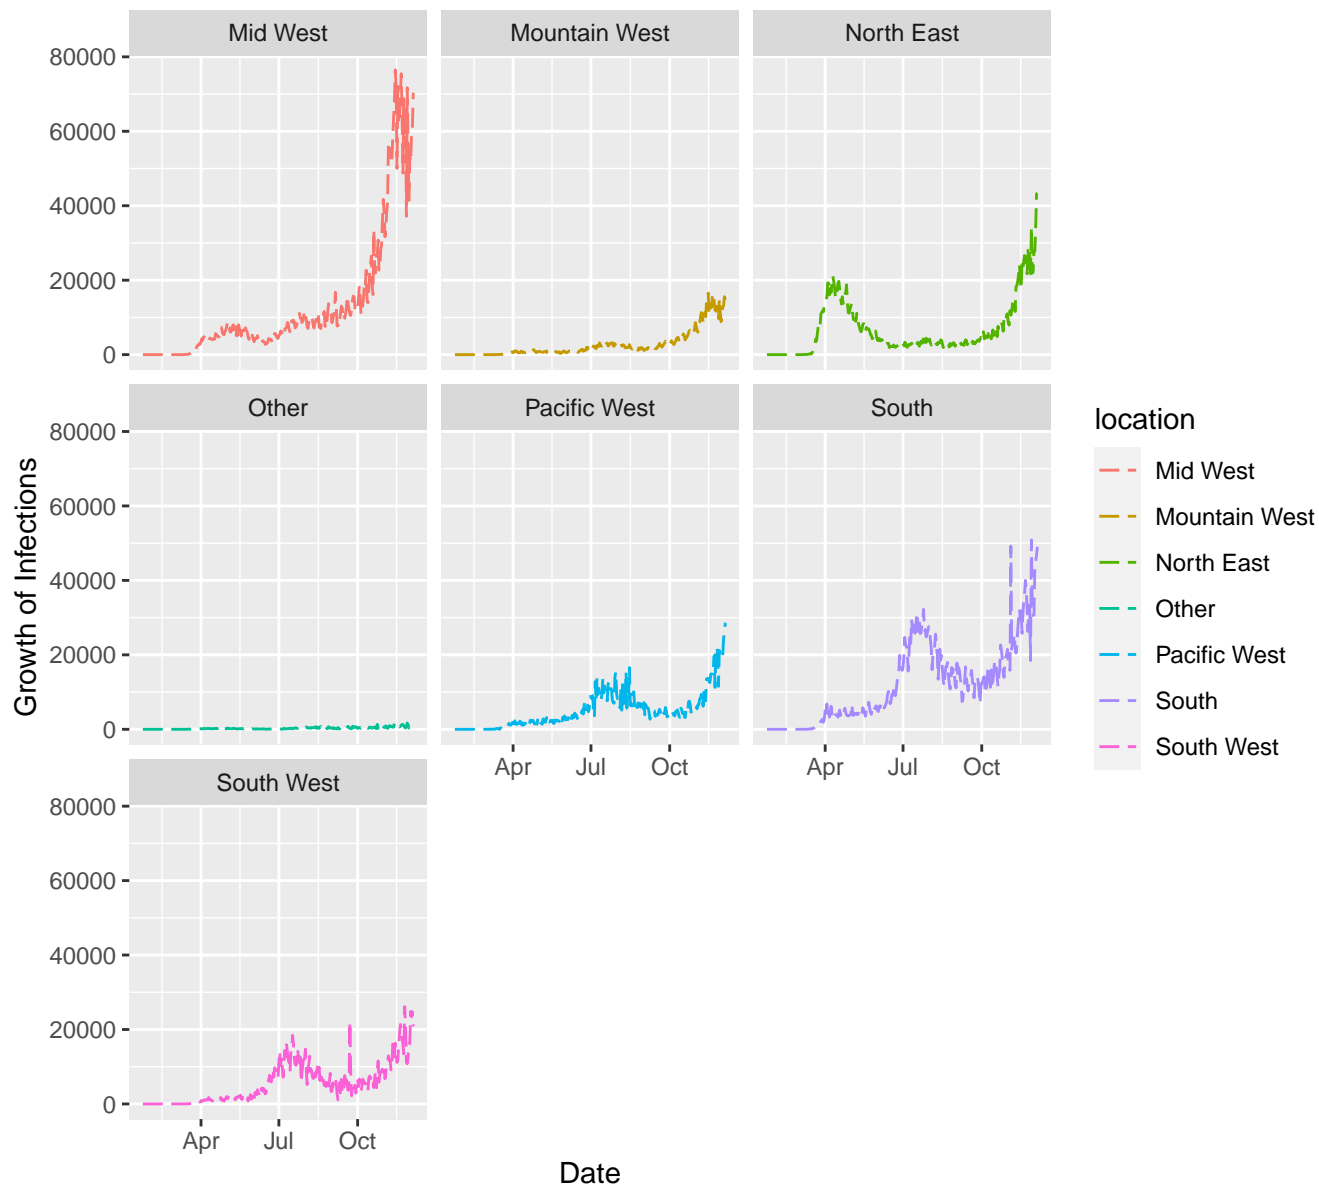 Mid West
Mountain West
North East
80000
60000
40000
20000
0
Other
Pacific West
South
80000
60000
40000
20000
0
Apr Jul Oct
Apr Jul Oct
South West
80000
60000
40000
20000
0
Apr Jul Oct
Date
Growth of Infections
location
Mid West
Mountain West
North East
Other
Pacific West
South
South West